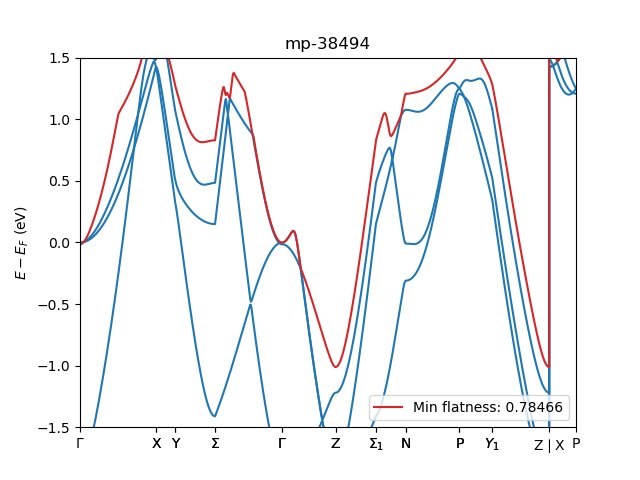 mp-38494
E − E_F (eV)
1.5
1.0
0.5
0.0
−0.5
−1.0
−1.5
Min flatness: 0.78466
Γ X Y Σ Γ Z Σ₁ N P Y₁ Z | X P